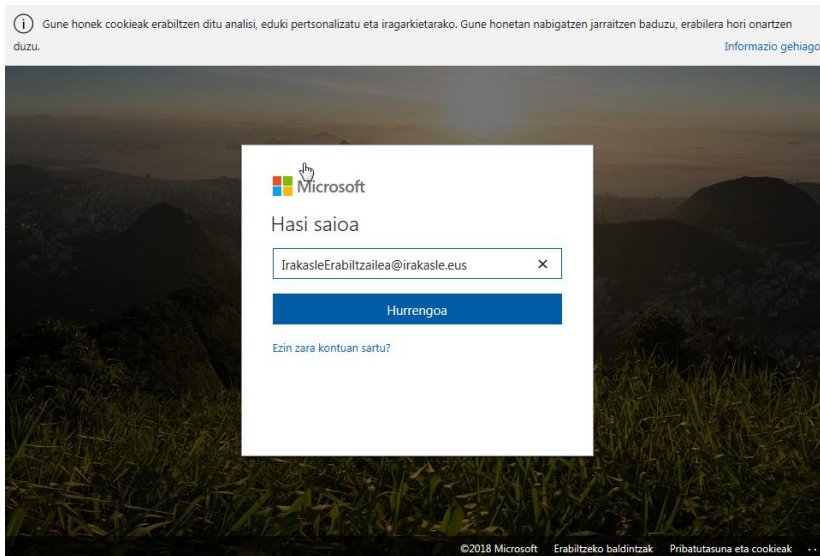 Gune honek cookieak erabiltzen ditu analisi, eduki pertsonalizatu eta iragarkietarako. Gune honetan nabigatzen jarraitzen baduzu, erabilera hori onartzen
duzu.
Informazio gehiago
Microsoft
Hasi saioa
IrakasleErabiltzailea@irakasle.eus
Hurrengoa
Ezin zara kontuan sartu?
©2018 Microsoft Erabiltzeko baldintzak Pribatutasuna eta cookieak